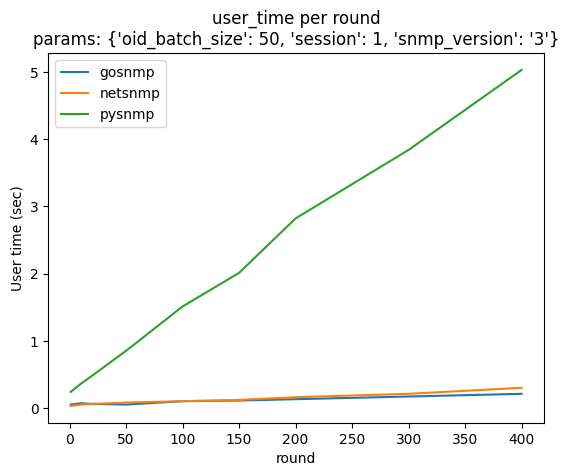 user_time per round
params: {'oid_batch_size': 50, 'session': 1, 'snmp_version': '3'}
gosnmp
netsnmp
pysnmp
User time (sec)
5
4
3
2
1
0
0 50 100 150 200 250 300 350 400
round